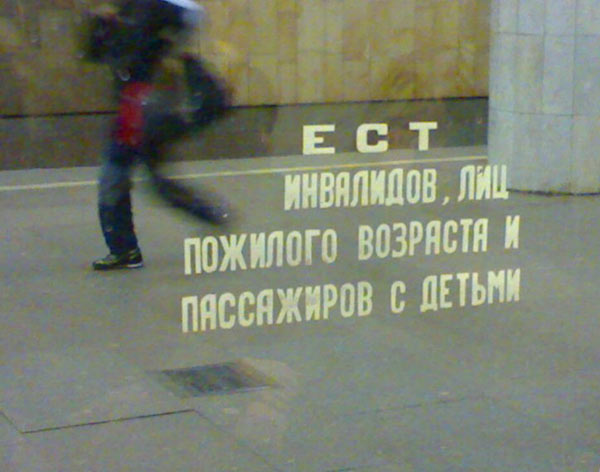 ЕСТ
ИНВАЛИДОВ, ЛИЦ
ПОЖИЛОГО ВОЗРАСТА И
ПАССАЖИРОВ С ДЕТЬМИ